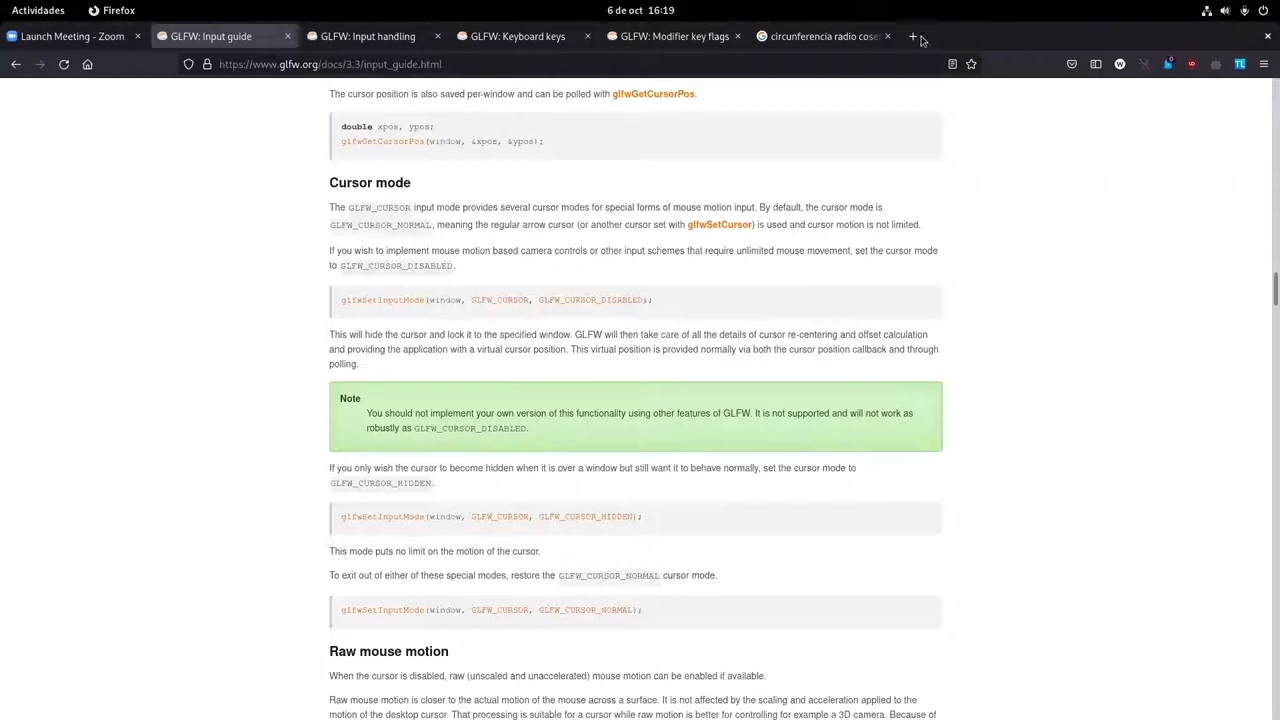 Actividades
Firefox
6 de oct 16:19
Launch Meeting - Zoom
GLFW: Input guide
GLFW: Input handling
GLFW: Keyboard keys
GLFW: Modifier key flags
circunferencia radio cose
https://www.glfw.org/docs/3.3/input_guide.html
The cursor position is also saved per-window and can be polled with glfwGetCursorPos.
double xpos, ypos;
glfwGetCursorPos(window, &xpos, &ypos);
Cursor mode
The GLFW_CURSOR input mode provides several cursor modes for special forms of mouse motion input. By default, the cursor mode is
GLFW_CURSOR_NORMAL, meaning the regular arrow cursor (or another cursor set with glfwSetCursor) is used and cursor motion is not limited.
If you wish to implement mouse motion based camera controls or other input schemes that require unlimited mouse movement, set the cursor mode
to GLFW_CURSOR_DISABLED.
glfwSetInputMode(window, GLFW_CURSOR, GLFW_CURSOR_DISABLED);
This will hide the cursor and lock it to the specified window. GLFW will then take care of all the details of cursor re-centering and offset calculation
and providing the application with a virtual cursor position. This virtual position is provided normally via both the cursor position callback and through
polling.
Note
You should not implement your own version of this functionality using other features of GLFW. It is not supported and will not work as
robustly as GLFW_CURSOR_DISABLED.
If you only wish the cursor to become hidden when it is over a window but still want it to behave normally, set the cursor mode to
GLFW_CURSOR_HIDDEN.
glfwSetInputMode(window, GLFW_CURSOR, GLFW_CURSOR_HIDDEN);
This mode puts no limit on the motion of the cursor.
To exit out of either of these special modes, restore the GLFW_CURSOR_NORMAL cursor mode.
glfwSetInputMode(window, GLFW_CURSOR, GLFW_CURSOR_NORMAL);
Raw mouse motion
When the cursor is disabled, raw (unscaled and unaccelerated) mouse motion can be enabled if available.
Raw mouse motion is closer to the actual motion of the mouse across a surface. It is not affected by the scaling and acceleration applied to the
motion of the desktop cursor. That processing is suitable for a cursor while raw motion is better for controlling for example a 3D camera. Because of